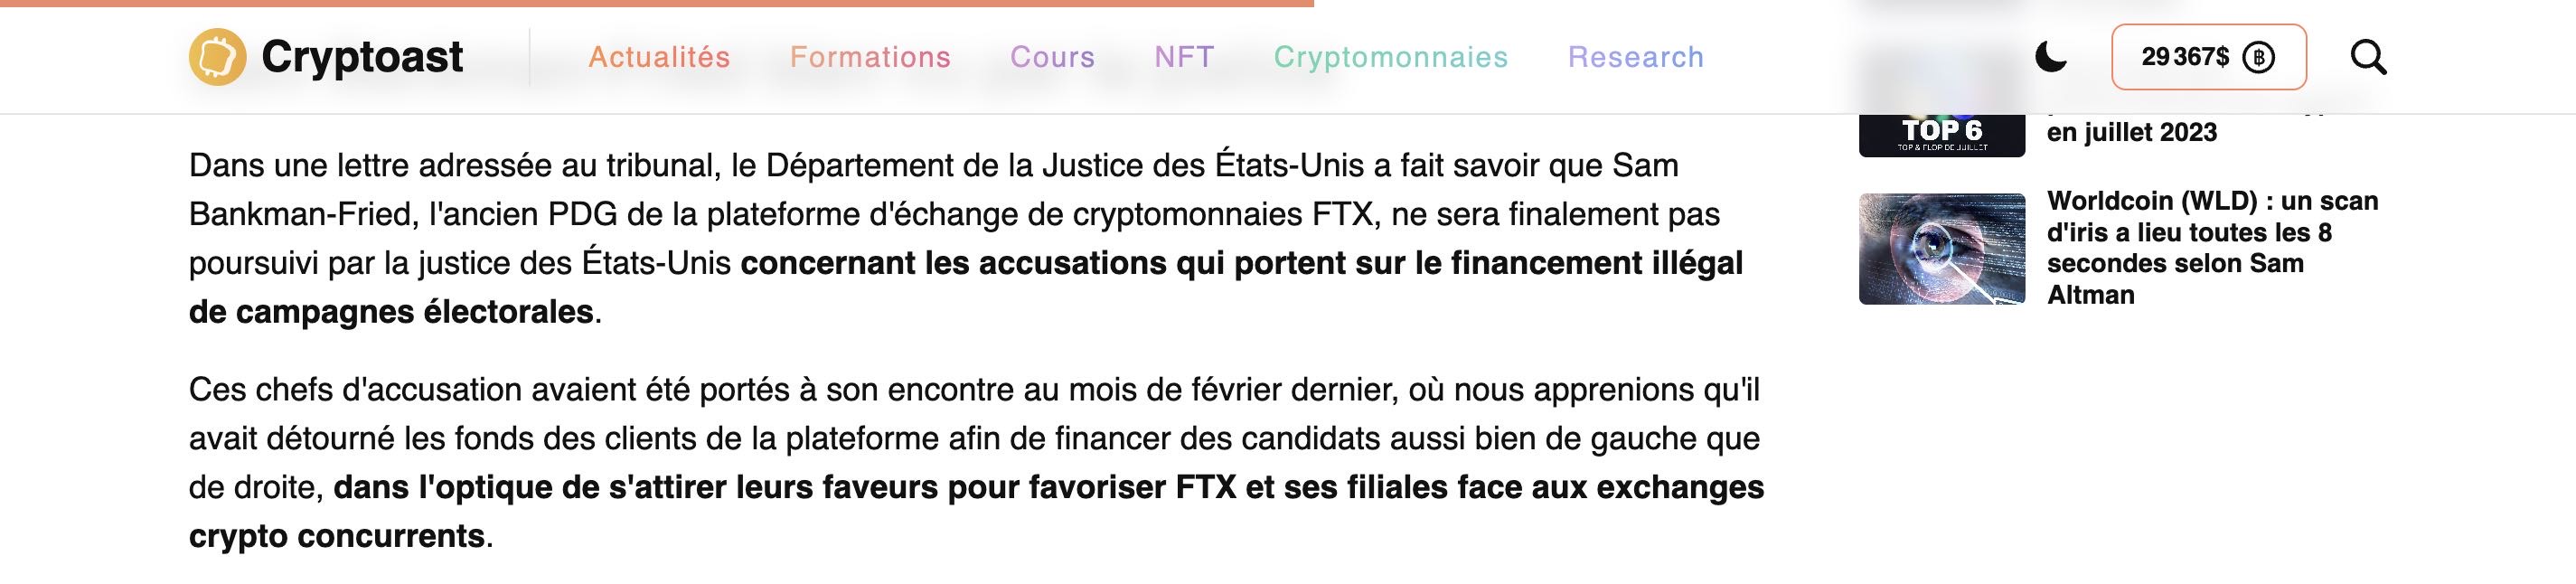 Cryptoast
Actualités Formations Cours NFT Cryptomonnaies Research
29 367$
Dans une lettre adressée au tribunal, le Département de la Justice des États-Unis a fait savoir que Sam
Bankman-Fried, l'ancien PDG de la plateforme d'échange de cryptomonnaies FTX, ne sera finalement pas
poursuivi par la justice des États-Unis concernant les accusations qui portent sur le financement illégal
de campagnes électorales.
Ces chefs d'accusation avaient été portés à son encontre au mois de février dernier, où nous apprenions qu'il
avait détourné les fonds des clients de la plateforme afin de financer des candidats aussi bien de gauche que
de droite, dans l'optique de s'attirer leurs faveurs pour favoriser FTX et ses filiales face aux exchanges
crypto concurrents.
TOP 6
TOP & FLOP DE JUILLET
en juillet 2023
Worldcoin (WLD) : un scan
d'iris a lieu toutes les 8
secondes selon Sam
Altman